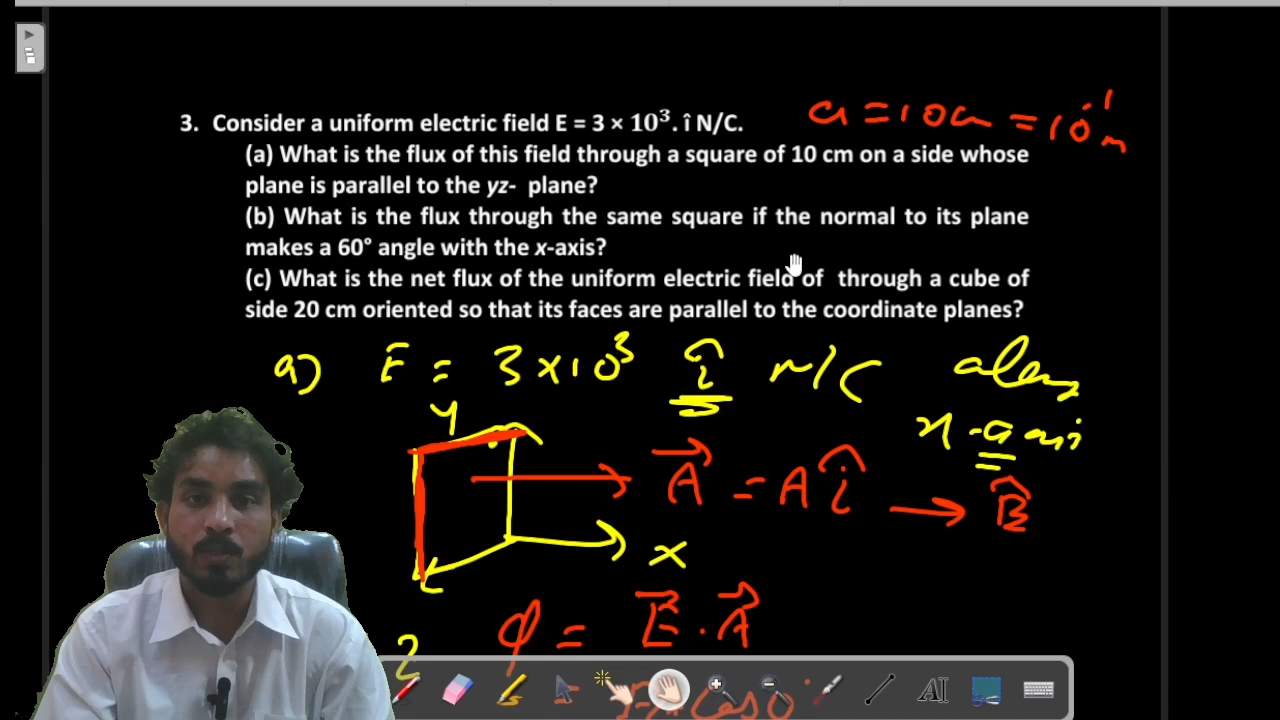 3. Consider a uniform electric field E = 3 × 10³. î N/C.
a = 10 cm = 10⁻¹ m
(a) What is the flux of this field through a square of 10 cm on a side whose
plane is parallel to the yz- plane?
(b) What is the flux through the same square if the normal to its plane
makes a 60° angle with the x-axis?
(c) What is the net flux of the uniform electric field of through a cube of
side 20 cm oriented so that its faces are parallel to the coordinate planes?
a) E = 3 × 10³ î N/C along
x-axis
y
A⃗ = A î →
x
ϕ = E⃗ . A⃗
AI